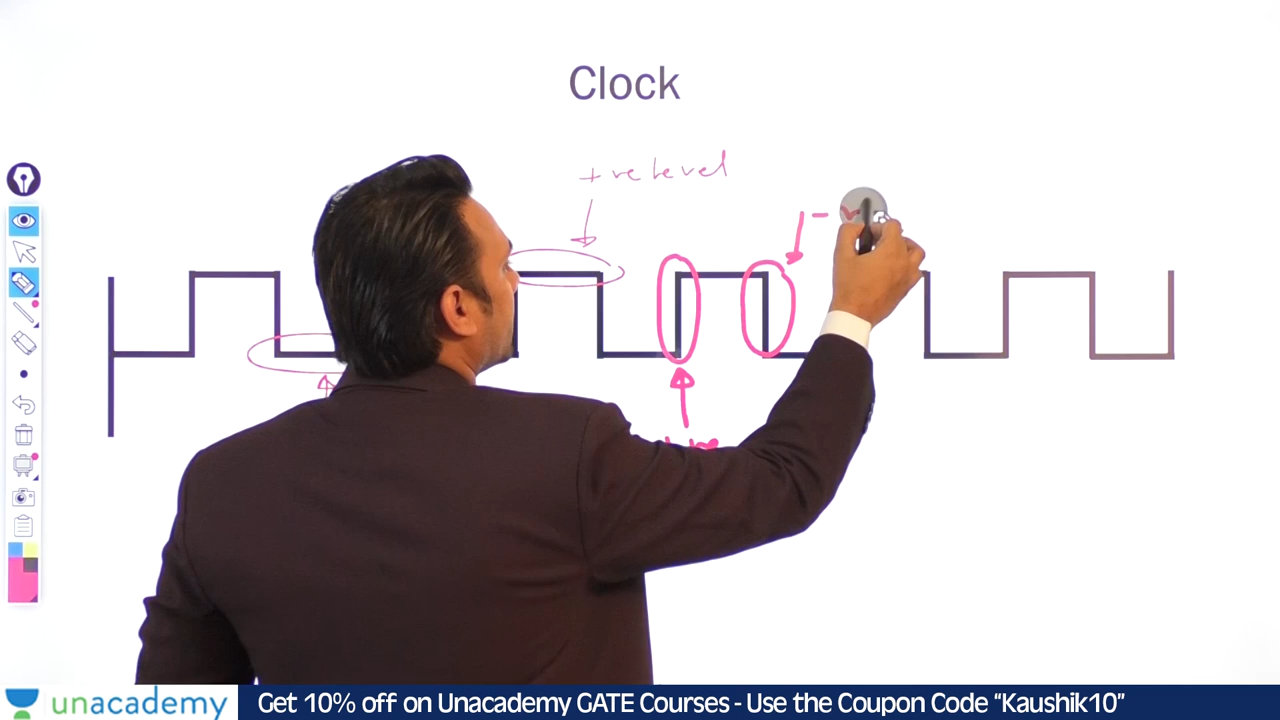 Clock
+ve level
unacademy
Get 10% off on Unacademy GATE Courses - Use the Coupon Code "Kaushik10"